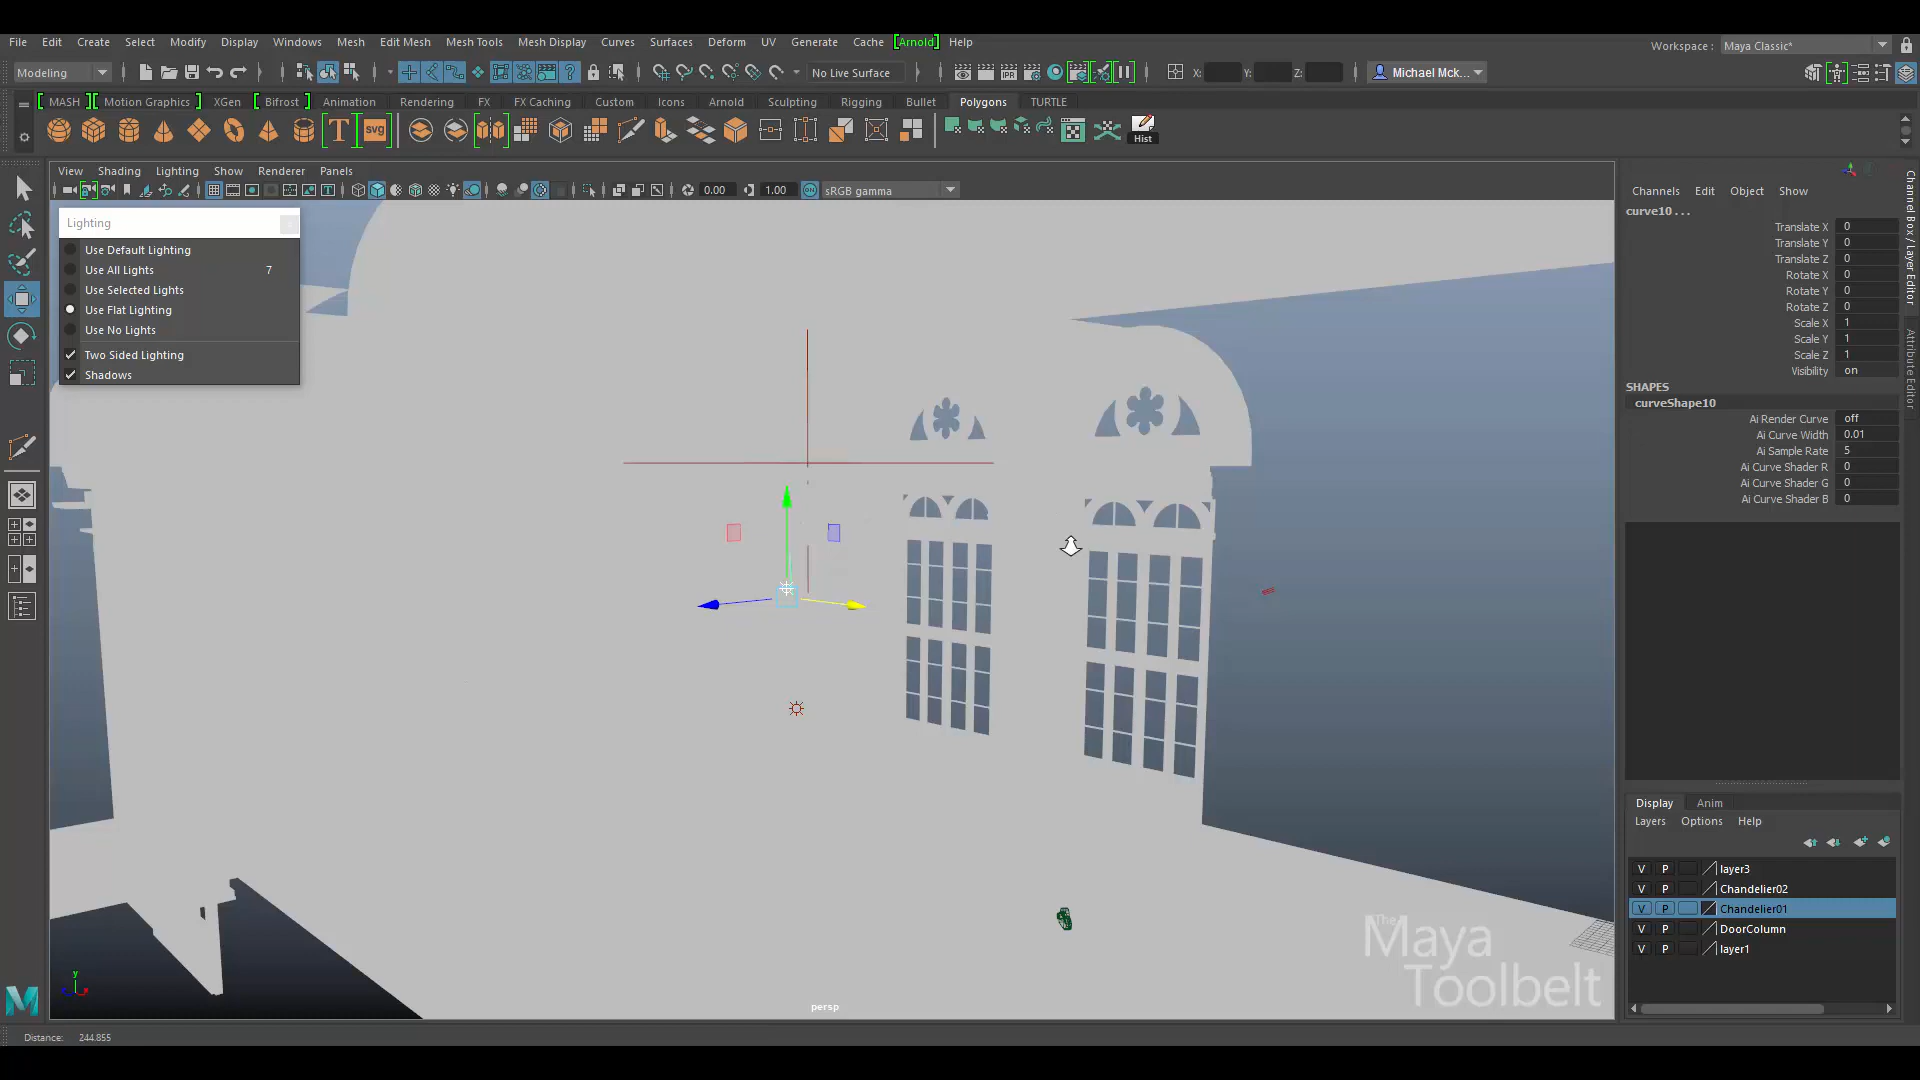 File Edit Create Select Modify Display Windows Mesh Edit Mesh Mesh Tools Mesh Display Curves Surfaces Deform UV Generate Cache [Arnold] Help
Workspace : Maya Classic*
Modeling
No Live Surface
X: Y: Z:
Michael Mck...
MASH Motion Graphics XGen Bifrost Animation Rendering FX FX Caching Custom Icons Arnold Sculpting Rigging Bullet Polygons TURTLE
T svg
Hist
View Shading Lighting Show Renderer Panels
0.00 1.00 ON sRGB gamma
Lighting
Use Default Lighting
Use All Lights 7
Use Selected Lights
Use Flat Lighting
Use No Lights
Two Sided Lighting
Shadows
Channels Edit Object Show
curve10 . . .
Translate X 0
Translate Y 0
Translate Z 0
Rotate X 0
Rotate Y 0
Rotate Z 0
Scale X 1
Scale Y 1
Scale Z 1
Visibility on
SHAPES
curveShape10
Ai Render Curve off
Ai Curve Width 0.01
Ai Sample Rate 5
Ai Curve Shader R 0
Ai Curve Shader G 0
Ai Curve Shader B 0
Channel Box / Layer Editor
Attribute Editor
Display Anim
Layers Options Help
V P layer3
V P Chandelier02
V P Chandelier01
V P DoorColumn
V P layer1
The
Maya
Toolbelt
y
persp
M
Distance: 244.855